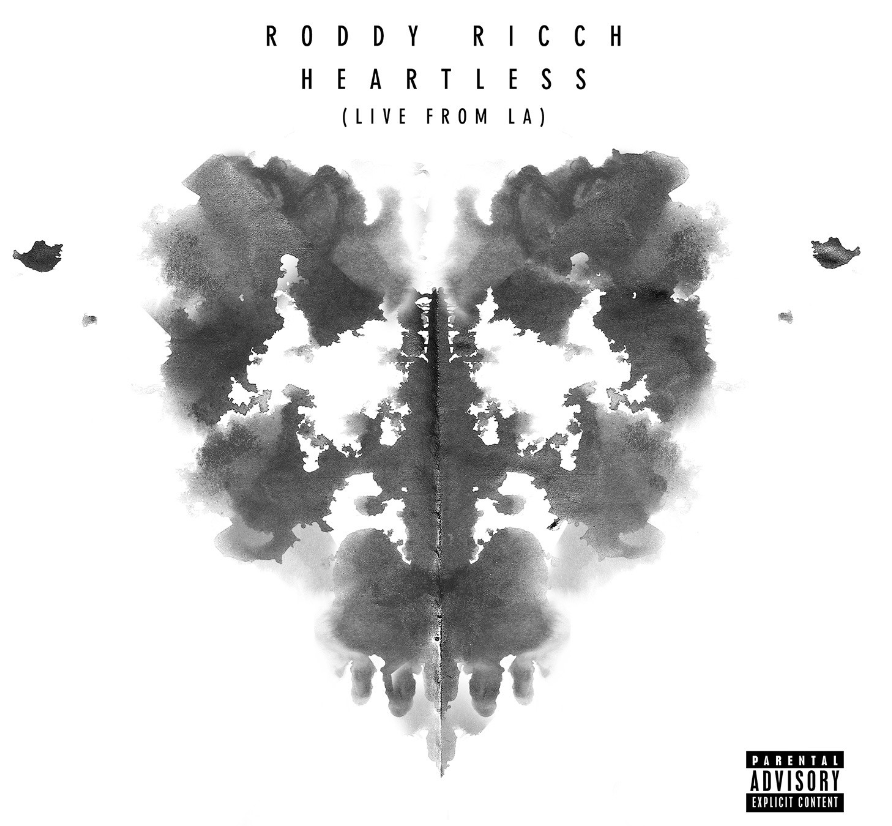 RODDY RICCH
HEARTLESS
(LIVE FROM LA)
PARENTAL
ADVISORY
EXPLICIT CONTENT